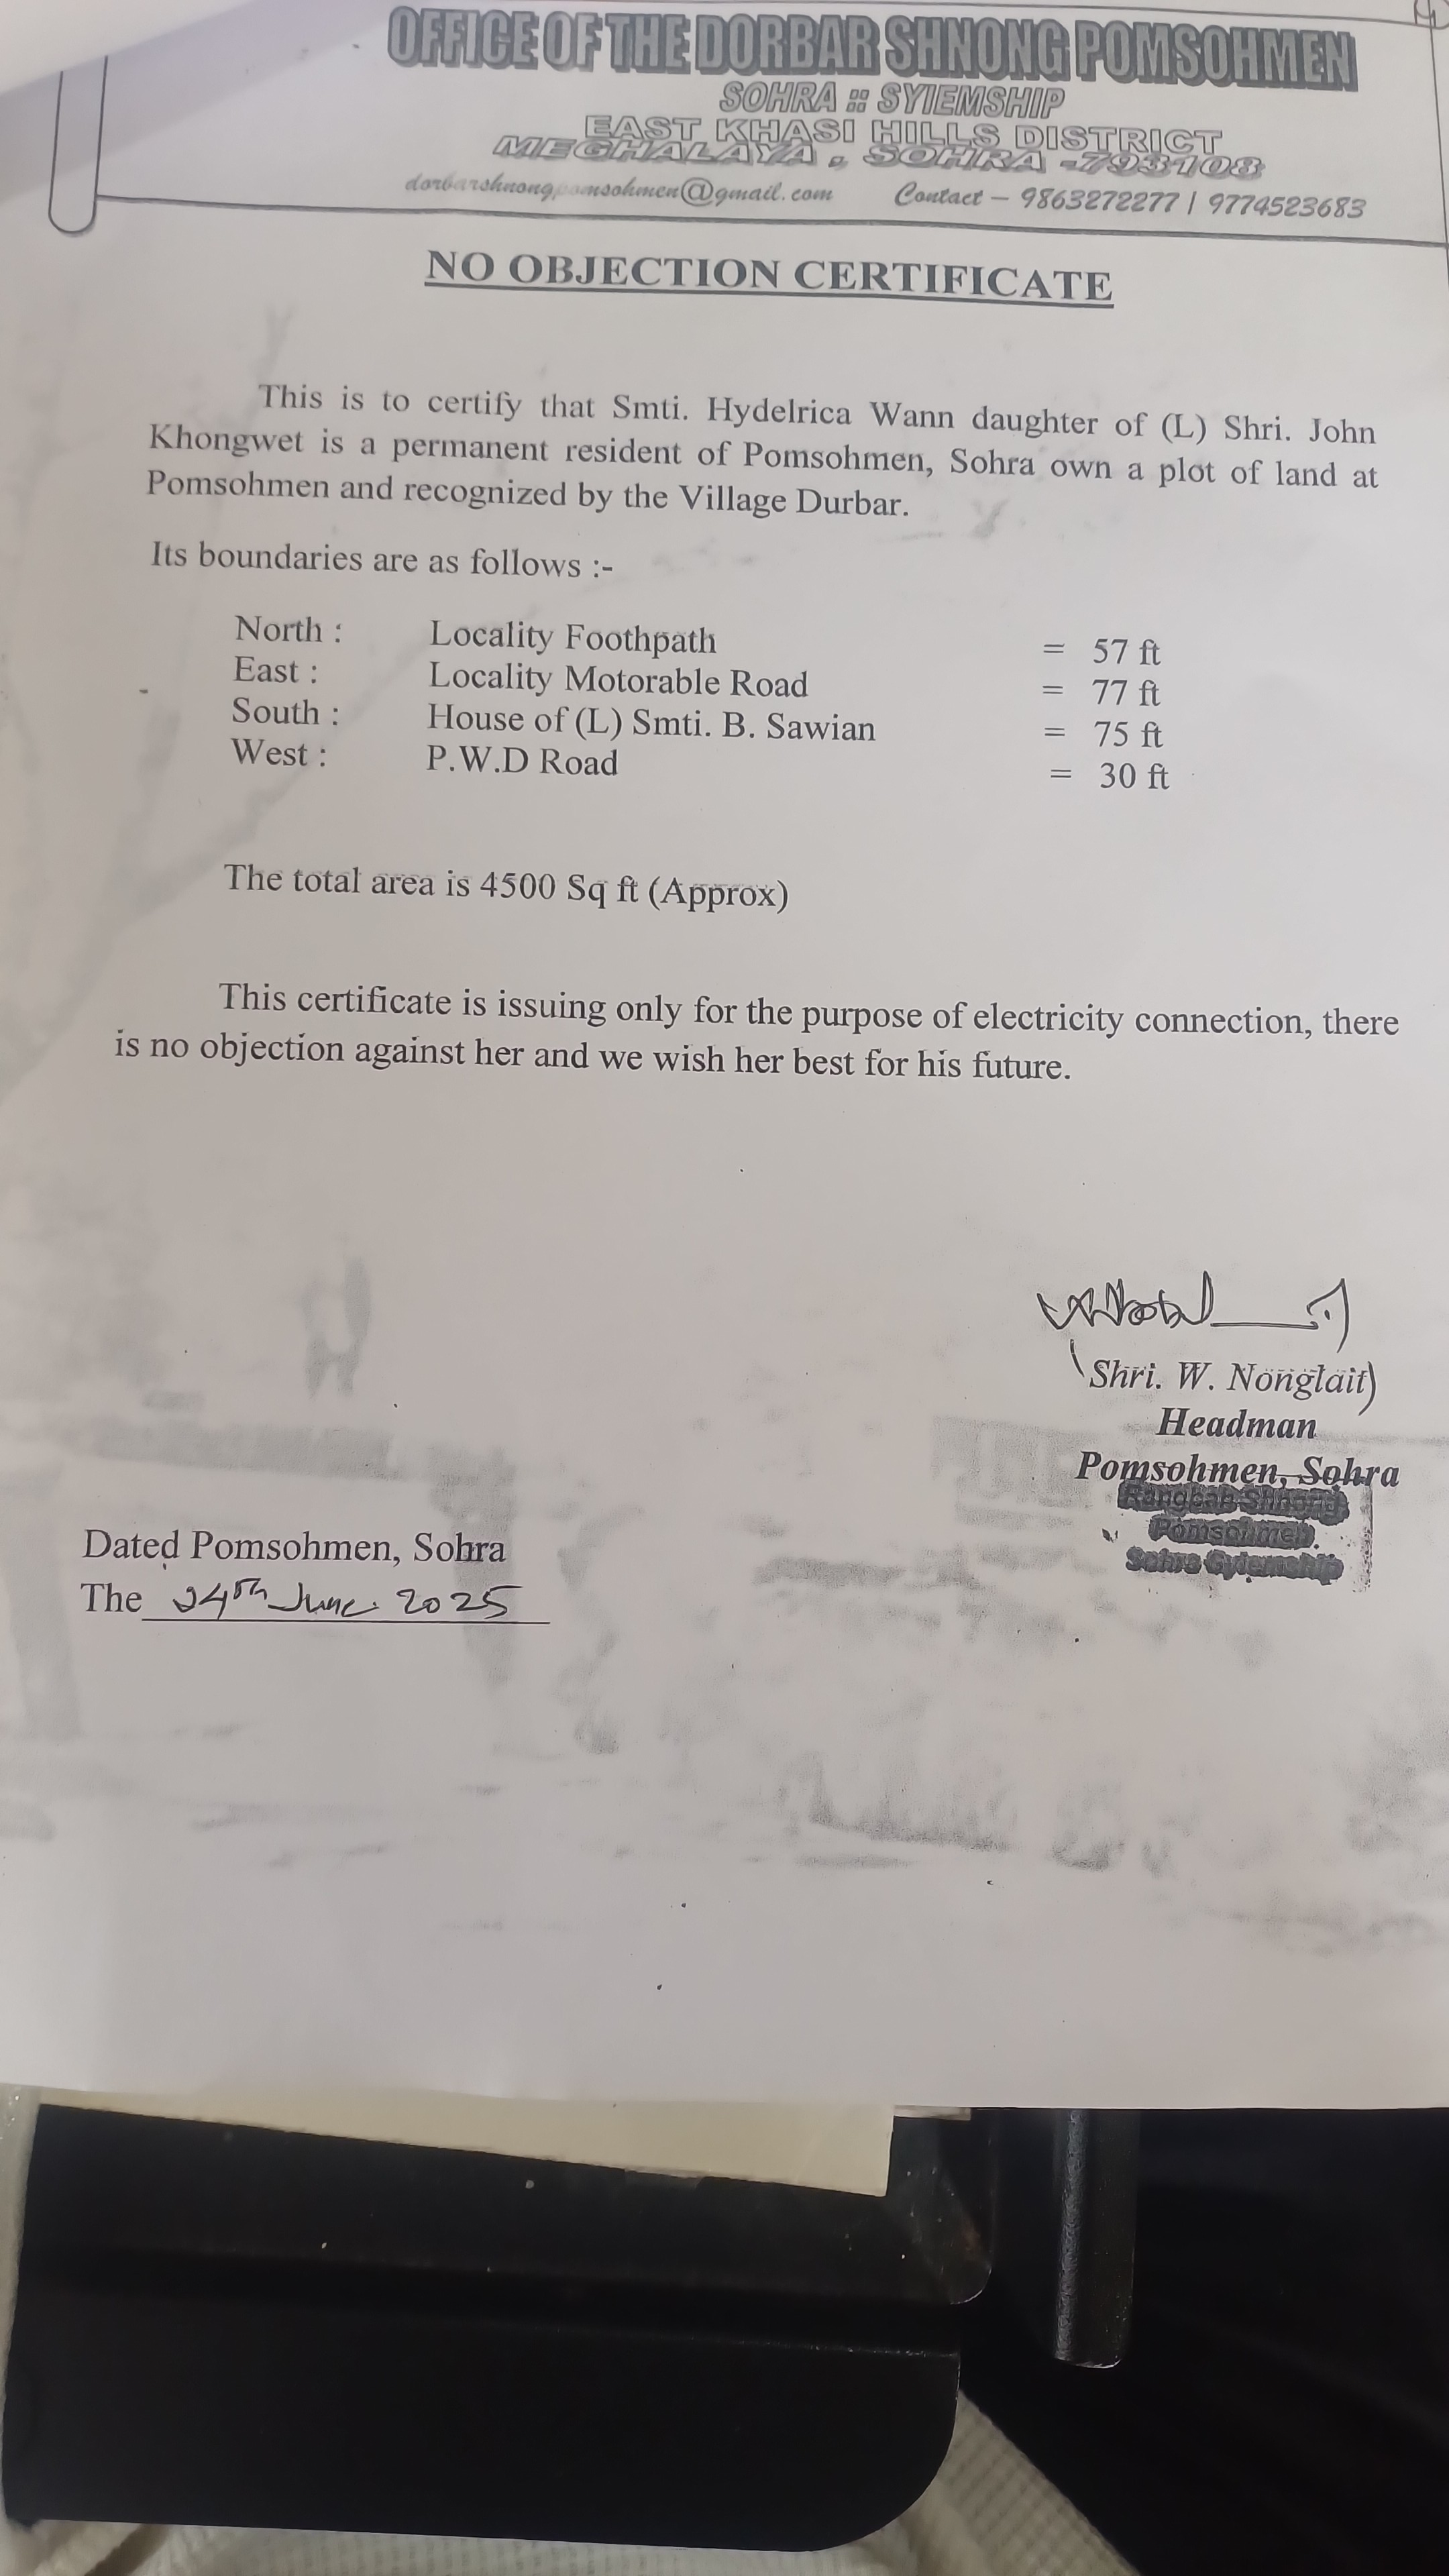 OFFICE OF THE DORBAR SHNONG POMSOHMEN
SOHRA :: SYIEMSHIP
EAST KHASI HILLS DISTRICT
MEGHALAYA , SOHRA -793108
dorbarshnongpomsohmen@gmail.com Contact – 9863272277 | 9774523683
NO OBJECTION CERTIFICATE
This is to certify that Smti. Hydelrica Wann daughter of (L) Shri. John
Khongwet is a permanent resident of Pomsohmen, Sohra own a plot of land at
Pomsohmen and recognized by the Village Durbar.
Its boundaries are as follows :-
North : Locality Foothpath = 57 ft
East : Locality Motorable Road = 77 ft
South : House of (L) Smti. B. Sawian = 75 ft
West : P.W.D Road = 30 ft
The total area is 4500 Sq ft (Approx)
This certificate is issuing only for the purpose of electricity connection, there
is no objection against her and we wish her best for his future.
(Shri. W. Nonglait)
Headman
Pomsohmen, Sohra
Rangbah Shnong
Pomsohmen
Sohra Syiemship
Dated Pomsohmen, Sohra
The 24th June. 2025